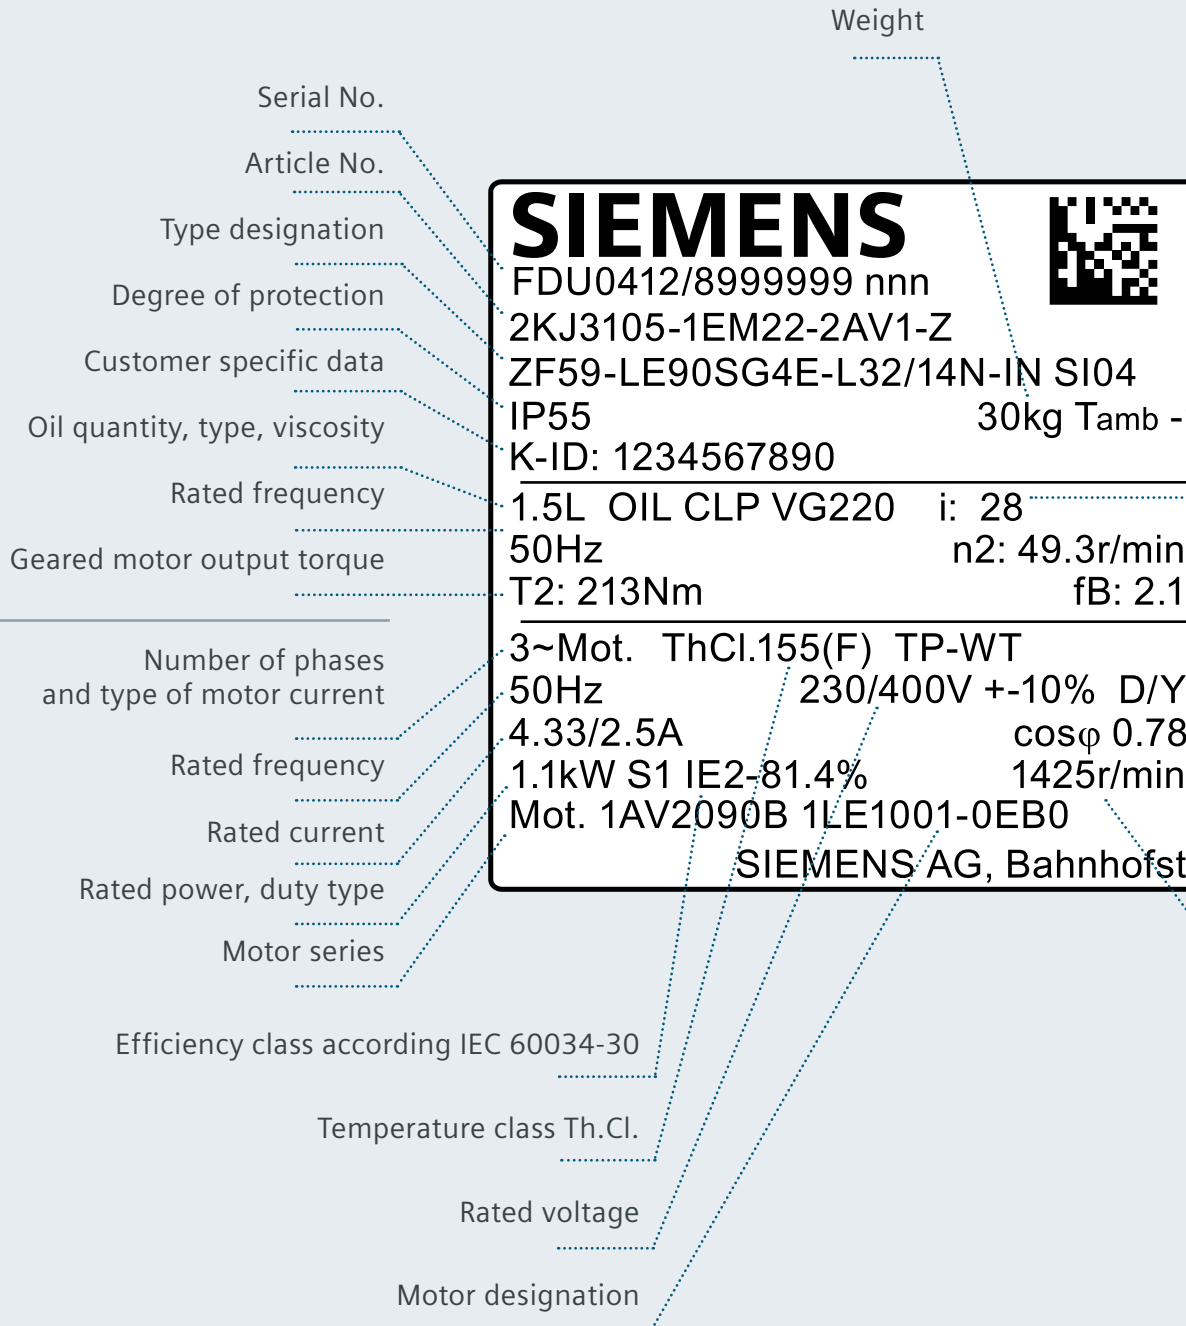 Weight
Serial No.
Article No.
Type designation
Degree of protection
Customer specific data
Oil quantity, type, viscosity
Rated frequency
Geared motor output torque
Number of phases
and type of motor current
Rated frequency
Rated current
Rated power, duty type
Motor series
Efficiency class according IEC 60034-30
Temperature class Th.Cl.
Rated voltage
Motor designation
SIEMENS
FDU0412/8999999 nnn
2KJ3105-1EM22-2AV1-Z
ZF59-LE90SG4E-L32/14N-IN SI04
IP55 30kg Tamb -
K-ID: 1234567890
1.5L OIL CLP VG220 i: 28
50Hz n2: 49.3r/min
T2: 213Nm fB: 2.1
3~Mot. ThCl.155(F) TP-WT
50Hz 230/400V +-10% D/Y
4.33/2.5A cosφ 0.78
1.1kW S1 IE2-81.4% 1425r/min
Mot. 1AV2090B 1LE1001-0EB0
SIEMENS AG, Bahnhofst